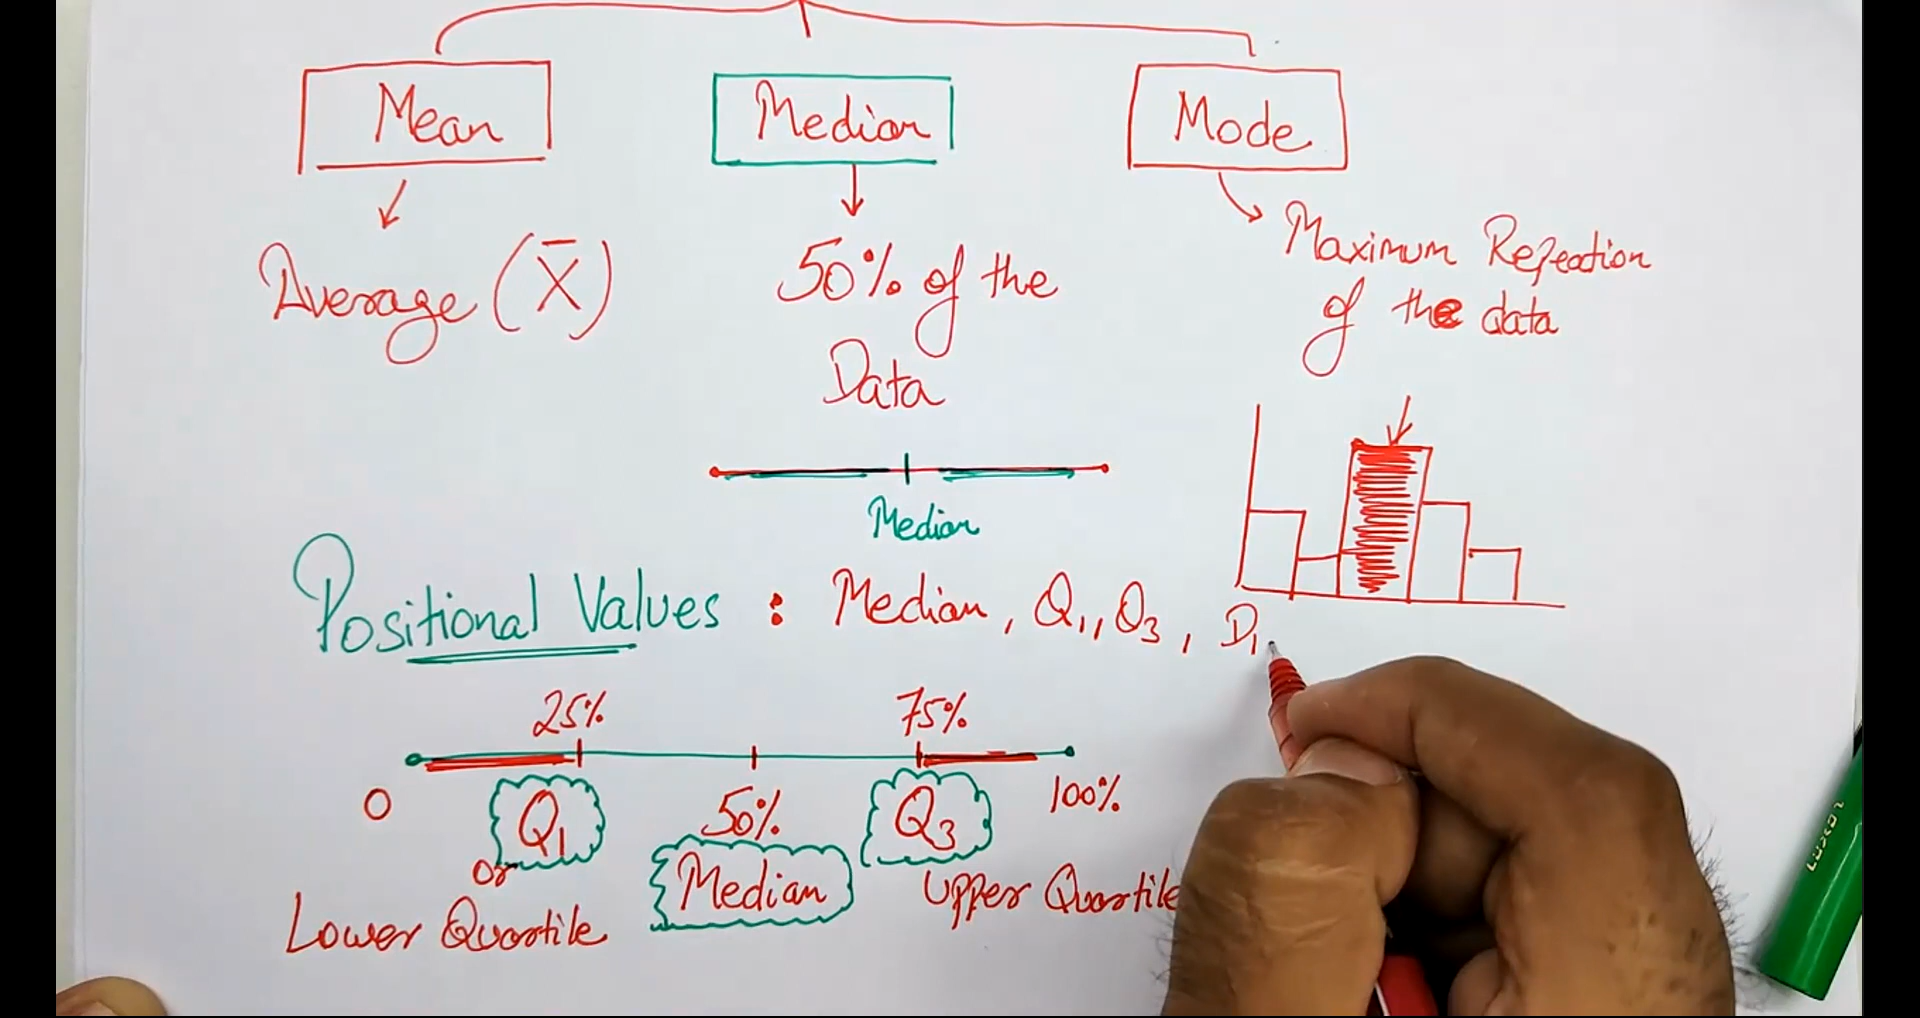 Mean
Median
Mode
Average (X̄)
50% of the
Data
Maximum Repeation
of the data
Median
Positional Values : Median, Q₁, Q₃, D₁
25%
75%
0
Q₁
50%
Q₃
100%
or
Lower Quartile
Median
Upper Quartile